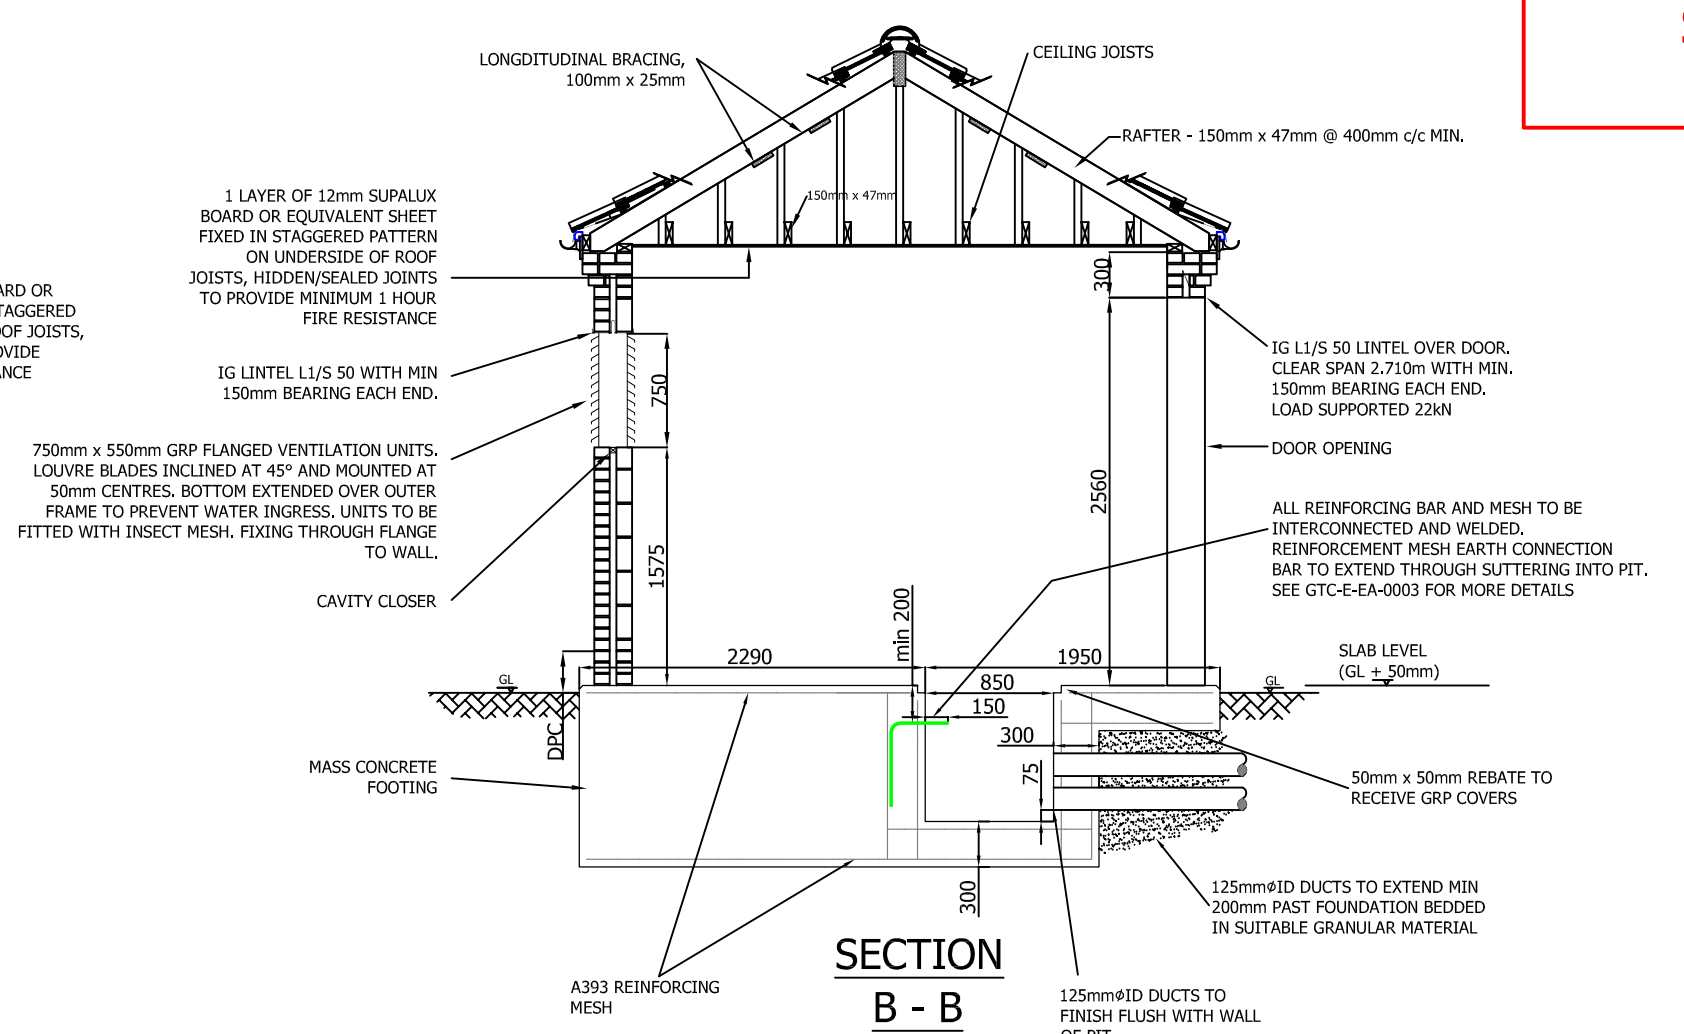 LONGDITUDINAL BRACING,
100mm x 25mm
CEILING JOISTS
RAFTER - 150mm x 47mm @ 400mm c/c MIN.
150mm x 47mm
1 LAYER OF 12mm SUPALUX
BOARD OR EQUIVALENT SHEET
FIXED IN STAGGERED PATTERN
ON UNDERSIDE OF ROOF
JOISTS, HIDDEN/SEALED JOINTS
TO PROVIDE MINIMUM 1 HOUR
FIRE RESISTANCE
ARD OR
TAGGERED
OOF JOISTS,
OVIDE
ANCE
IG LINTEL L1/S 50 WITH MIN
150mm BEARING EACH END.
750mm x 550mm GRP FLANGED VENTILATION UNITS.
LOUVRE BLADES INCLINED AT 45° AND MOUNTED AT
50mm CENTRES. BOTTOM EXTENDED OVER OUTER
FRAME TO PREVENT WATER INGRESS. UNITS TO BE
FITTED WITH INSECT MESH. FIXING THROUGH FLANGE
TO WALL.
CAVITY CLOSER
300
750
2560
1575
IG L1/S 50 LINTEL OVER DOOR.
CLEAR SPAN 2.710m WITH MIN.
150mm BEARING EACH END.
LOAD SUPPORTED 22kN
DOOR OPENING
ALL REINFORCING BAR AND MESH TO BE
INTERCONNECTED AND WELDED.
REINFORCEMENT MESH EARTH CONNECTION
BAR TO EXTEND THROUGH SUTTERING INTO PIT.
SEE GTC-E-EA-0003 FOR MORE DETAILS
min 200
2290
1950
SLAB LEVEL
(GL + 50mm)
GL
GL
850
150
300
75
DPC
MASS CONCRETE
FOOTING
50mm x 50mm REBATE TO
RECEIVE GRP COVERS
300
125mmØID DUCTS TO EXTEND MIN
200mm PAST FOUNDATION BEDDED
IN SUITABLE GRANULAR MATERIAL
A393 REINFORCING
MESH
SECTION
B - B
125mmØID DUCTS TO
FINISH FLUSH WITH WALL
OF PIT